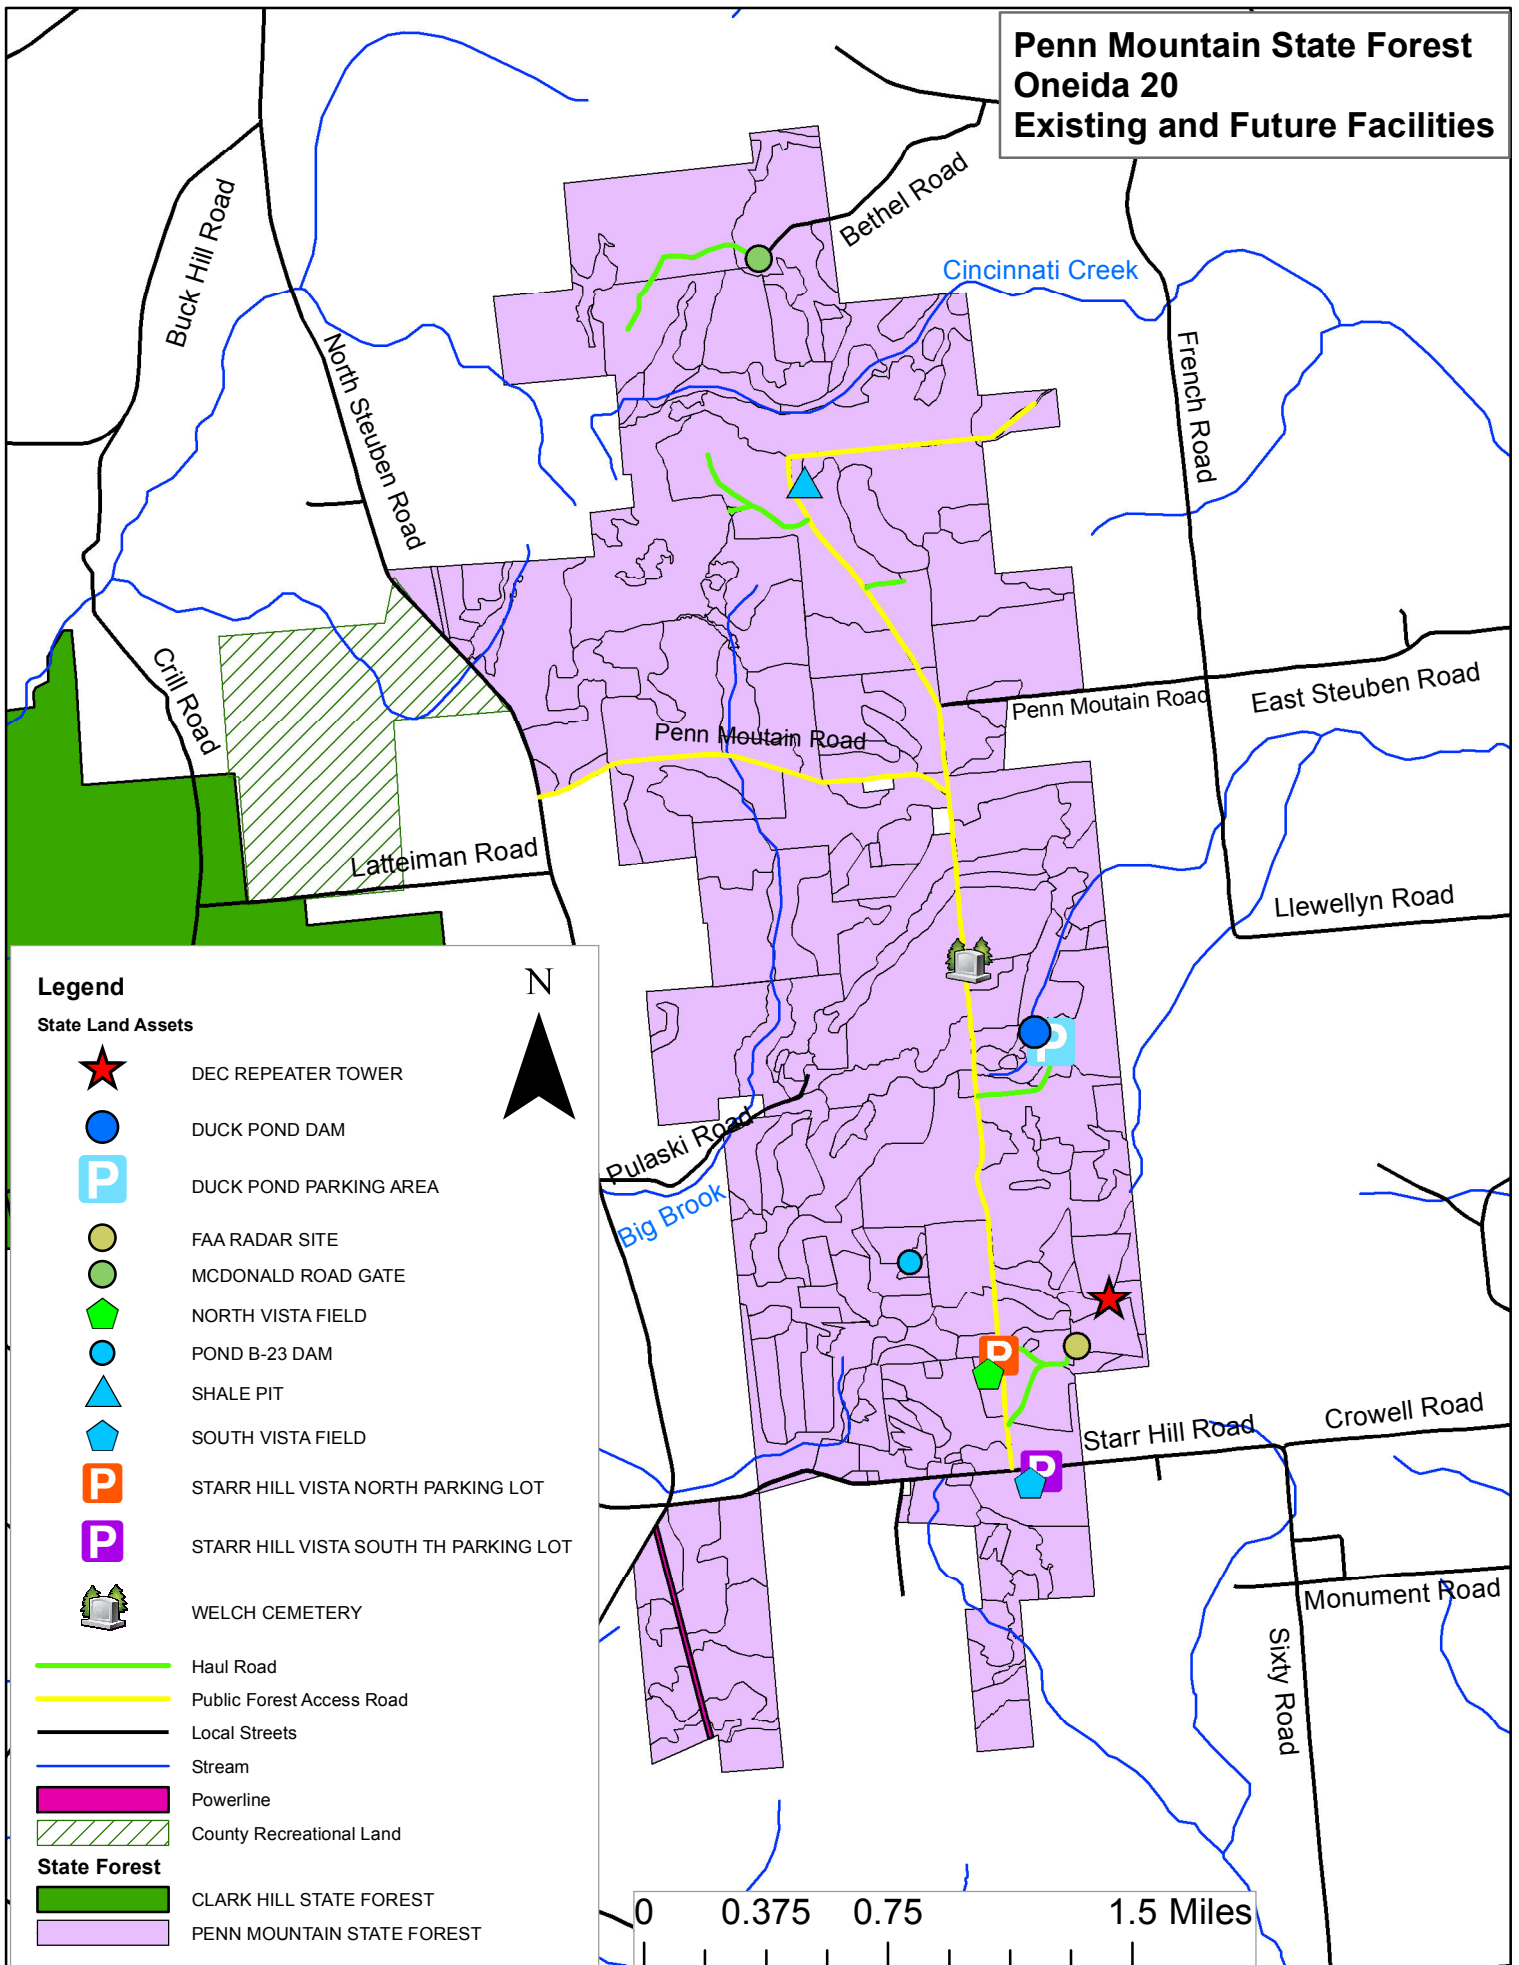 Penn Mountain State Forest
Oneida 20
Existing and Future Facilities
Bethel Road
Buck Hill Road
Cincinnati Creek
North Steuben Road
French Road
Crill Road
East Steuben Road
Penn Moutain Road
Penn Moutain Road
Latteiman Road
Llewellyn Road
P
Pulaski Road
Big Brook
P
Crowell Road
Starr Hill Road
P
Monument Road
Sixty Road
Legend
N
State Land Assets
DEC REPEATER TOWER
DUCK POND DAM
P DUCK POND PARKING AREA
FAA RADAR SITE
MCDONALD ROAD GATE
NORTH VISTA FIELD
POND B-23 DAM
SHALE PIT
SOUTH VISTA FIELD
P STARR HILL VISTA NORTH PARKING LOT
P STARR HILL VISTA SOUTH TH PARKING LOT
WELCH CEMETERY
Haul Road
Public Forest Access Road
Local Streets
Stream
Powerline
County Recreational Land
State Forest
CLARK HILL STATE FOREST
PENN MOUNTAIN STATE FOREST
0 0.375 0.75 1.5 Miles